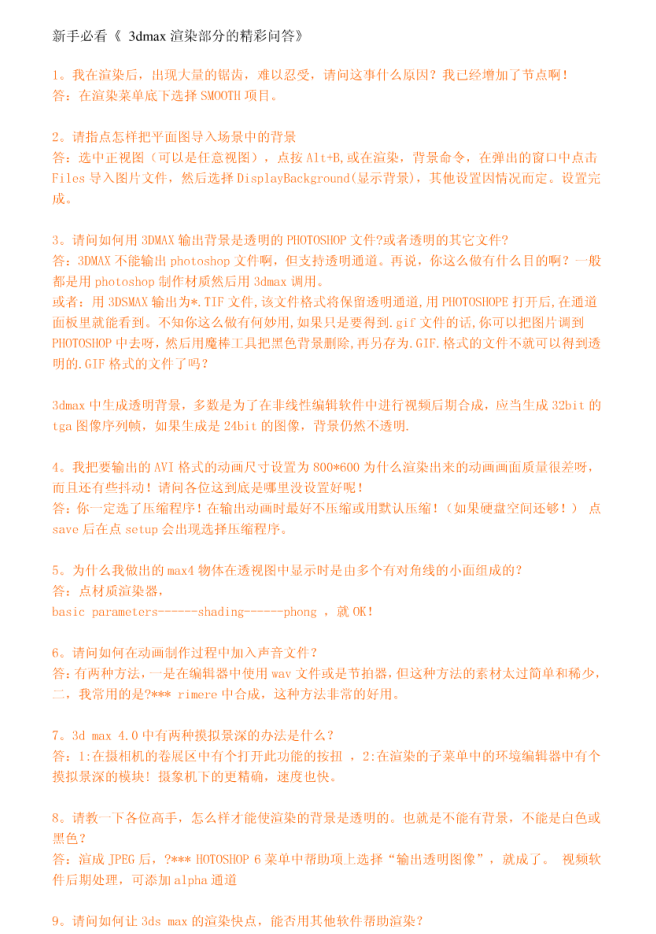 新手必看《 3dmax 渲染部分的精彩问答》
1。我在渲染后，出现大量的锯齿，难以忍受，请问这事什么原因？我已经增加了节点啊！
答：在渲染菜单底下选择 SMOOTH 项目。
2。请指点怎样把平面图导入场景中的背景
答：选中正视图（可以是任意视图），点按 Alt+B,或在渲染，背景命令，在弹出的窗口中点击
Files 导入图片文件，然后选择 DisplayBackground(显示背景)，其他设置因情况而定。设置完
成。
3。请问如何用 3DMAX 输出背景是透明的 PHOTOSHOP 文件?或者透明的其它文件?
答：3DMAX 不能输出 photoshop 文件啊，但支持透明通道。再说，你这么做有什么目的啊？一般
都是用 photoshop 制作材质然后用 3dmax 调用。
或者：用 3DSMAX 输出为*.TIF 文件,该文件格式将保留透明通道,用 PHOTOSHOPE 打开后,在通道
面板里就能看到。不知你这么做有何妙用,如果只是要得到.gif 文件的话,你可以把图片调到
PHOTOSHOP 中去呀,然后用魔棒工具把黑色背景删除,再另存为.GIF.格式的文件不就可以得到透
明的.GIF 格式的文件了吗？
3dmax 中生成透明背景，多数是为了在非线性编辑软件中进行视频后期合成，应当生成 32bit 的
tga 图像序列帧，如果生成是 24bit 的图像，背景仍然不透明.
4。我把要输出的 AVI 格式的动画尺寸设置为 800*600 为什么渲染出来的动画画面质量很差呀，
而且还有些抖动！请问各位这到底是哪里没设置好呢！
答：你一定选了压缩程序！在输出动画时最好不压缩或用默认压缩！（如果硬盘空间还够！） 点
save 后在点 setup 会出现选择压缩程序。
5。为什么我做出的 max4 物体在透视图中显示时是由多个有对角线的小面组成的？
答：点材质渲染器，
basic parameters------shading------phong ，就 OK！
6。请问如何在动画制作过程中加入声音文件？
答：有两种方法，一是在编辑器中使用 wav 文件或是节拍器，但这种方法的素材太过简单和稀少，
二，我常用的是?*** rimere 中合成，这种方法非常的好用。
7。3d max 4.0 中有两种摸拟景深的办法是什么？
答：1:在摄相机的卷展区中有个打开此功能的按扭 ，2:在渲染的子菜单中的环境编辑器中有个
摸拟景深的模块! 摄象机下的更精确，速度也快。
8。请教一下各位高手，怎么样才能使渲染的背景是透明的。也就是不能有背景，不能是白色或
黑色？
答：渲成 JPEG 后，?*** HOTOSHOP 6 菜单中帮助项上选择“输出透明图像”，就成了。 视频软
件后期处理，可添加 alpha 通道
9。请问如何让 3ds max 的渲染快点，能否用其他软件帮助渲染？